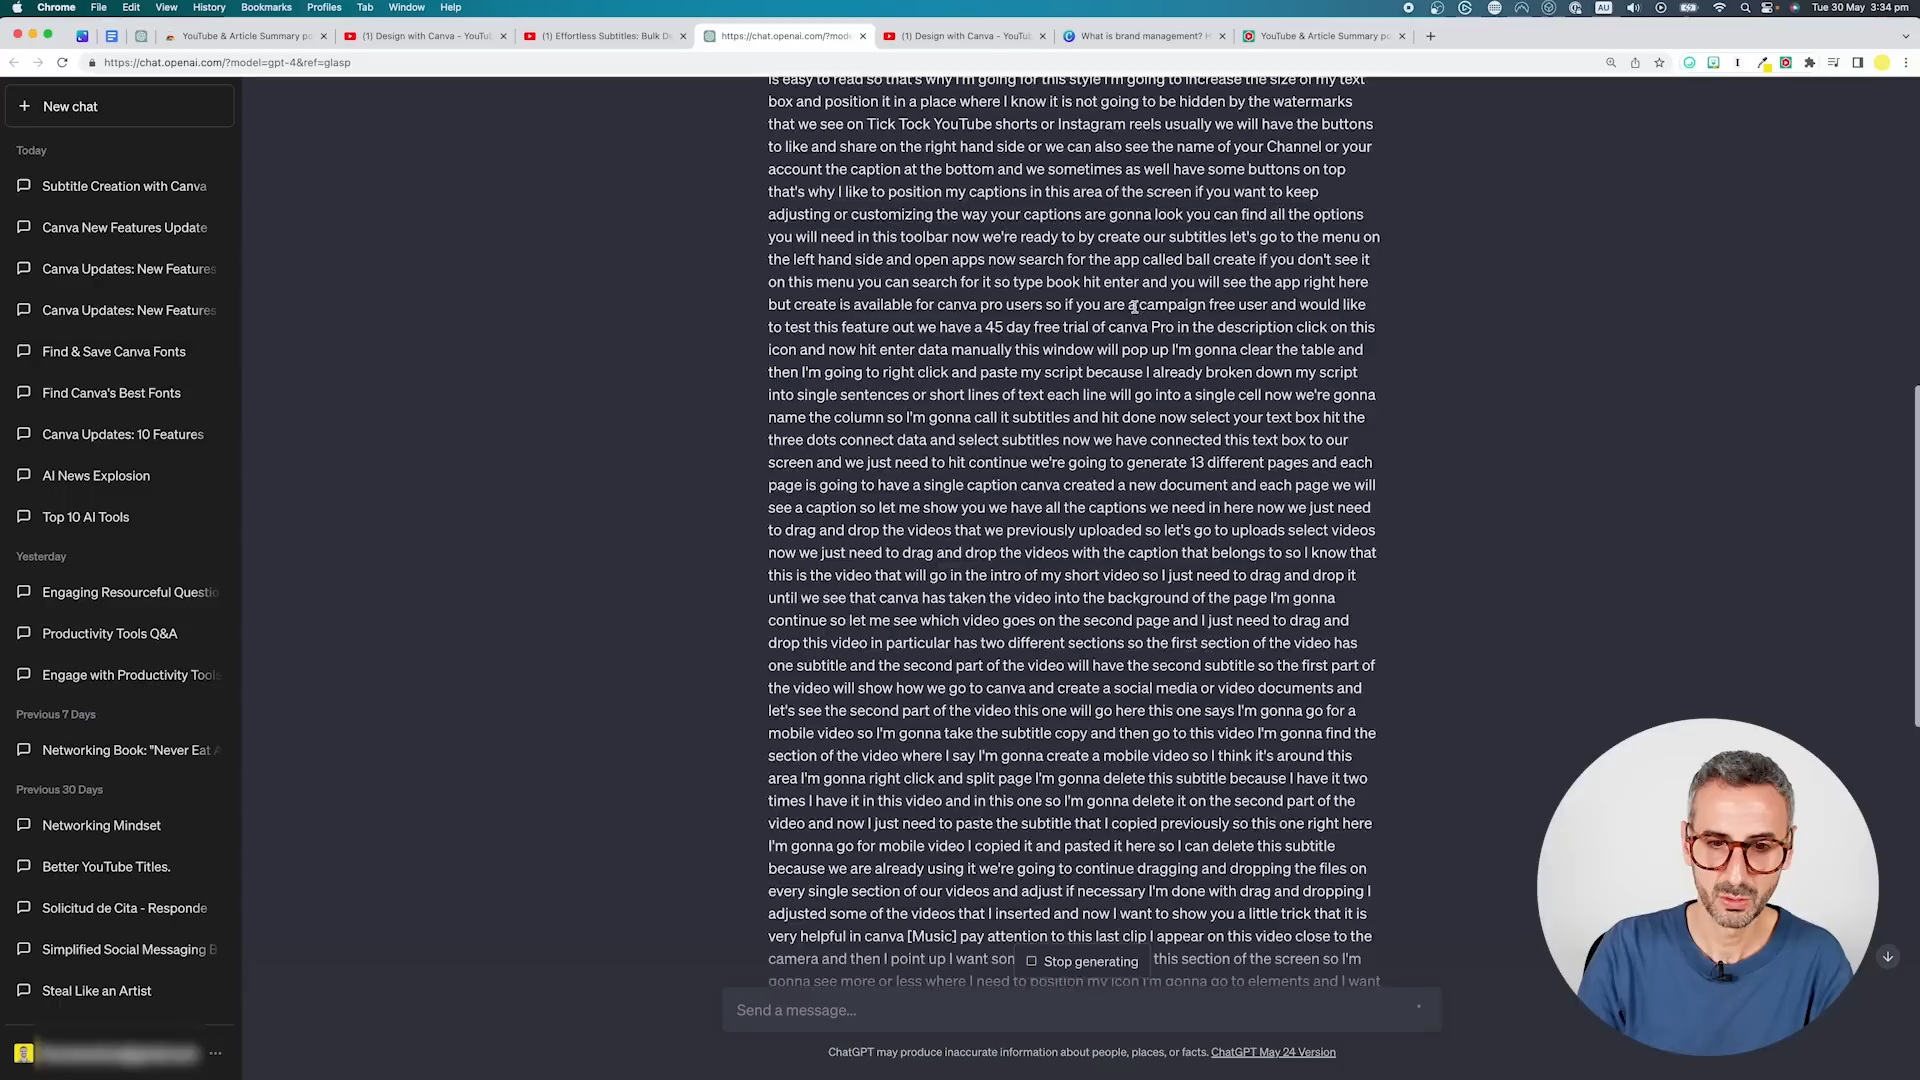 Chrome File Edit View History Bookmarks Profiles Tab Window Help
AU Tue 30 May 3:34 pm
YouTube & Article Summary po
(1) Design with Canva - YouTu
(1) Effortless Subtitles: Bulk D
https://chat.openai.com/?mode
(1) Design with Canva - YouTu
What is brand management? H
YouTube & Article Summary po
https://chat.openai.com/?model=gpt-4&ref=glasp
New chat
Today
Subtitle Creation with Canva
Canva New Features Update
Canva Updates: New Features
Canva Updates: New Features
Find & Save Canva Fonts
Find Canva's Best Fonts
Canva Updates: 10 Features
AI News Explosion
Top 10 AI Tools
Yesterday
Engaging Resourceful Questio
Productivity Tools Q&A
Engage with Productivity Tools
Previous 7 Days
Networking Book: "Never Eat A
Previous 30 Days
Networking Mindset
Better YouTube Titles.
Solicitud de Cita - Responde
Simplified Social Messaging B
Steal Like an Artist
is easy to read so that's why I'm going for this style I'm going to increase the size of my text
box and position it in a place where I know it is not going to be hidden by the watermarks
that we see on Tick Tock YouTube shorts or Instagram reels usually we will have the buttons
to like and share on the right hand side or we can also see the name of your Channel or your
account the caption at the bottom and we sometimes as well have some buttons on top
that's why I like to position my captions in this area of the screen if you want to keep
adjusting or customizing the way your captions are gonna look you can find all the options
you will need in this toolbar now we're ready to by create our subtitles let's go to the menu on
the left hand side and open apps now search for the app called ball create if you don't see it
on this menu you can search for it so type book hit enter and you will see the app right here
but create is available for canva pro users so if you are a campaign free user and would like
to test this feature out we have a 45 day free trial of canva Pro in the description click on this
icon and now hit enter data manually this window will pop up I'm gonna clear the table and
then I'm going to right click and paste my script because I already broken down my script
into single sentences or short lines of text each line will go into a single cell now we're gonna
name the column so I'm gonna call it subtitles and hit done now select your text box hit the
three dots connect data and select subtitles now we have connected this text box to our
screen and we just need to hit continue we're going to generate 13 different pages and each
page is going to have a single caption canva created a new document and each page we will
see a caption so let me show you we have all the captions we need in here now we just need
to drag and drop the videos that we previously uploaded so let's go to uploads select videos
now we just need to drag and drop the videos with the caption that belongs to so I know that
this is the video that will go in the intro of my short video so I just need to drag and drop it
until we see that canva has taken the video into the background of the page I'm gonna
continue so let me see which video goes on the second page and I just need to drag and
drop this video in particular has two different sections so the first section of the video has
one subtitle and the second part of the video will have the second subtitle so the first part of
the video will show how we go to canva and create a social media or video documents and
let's see the second part of the video this one will go here this one says I'm gonna go for a
mobile video so I'm gonna take the subtitle copy and then go to this video I'm gonna find the
section of the video where I say I'm gonna create a mobile video so I think it's around this
area I'm gonna right click and split page I'm gonna delete this subtitle because I have it two
times I have it in this video and in this one so I'm gonna delete it on the second part of the
video and now I just need to paste the subtitle that I copied previously so this one right here
I'm gonna go for mobile video I copied it and pasted it here so I can delete this subtitle
because we are already using it we're going to continue dragging and dropping the files on
every single section of our videos and adjust if necessary I'm done with drag and dropping I
adjusted some of the videos that I inserted and now I want to show you a little trick that it is
very helpful in canva [Music] pay attention to this last clip I appear on this video close to the
camera and then I point up I want son this section of the screen so I'm
Stop generating
gonna see more or less where I need to position my icon I'm gonna go to elements and I want
Send a message...
ChatGPT may produce inaccurate information about people, places, or facts. ChatGPT May 24 Version